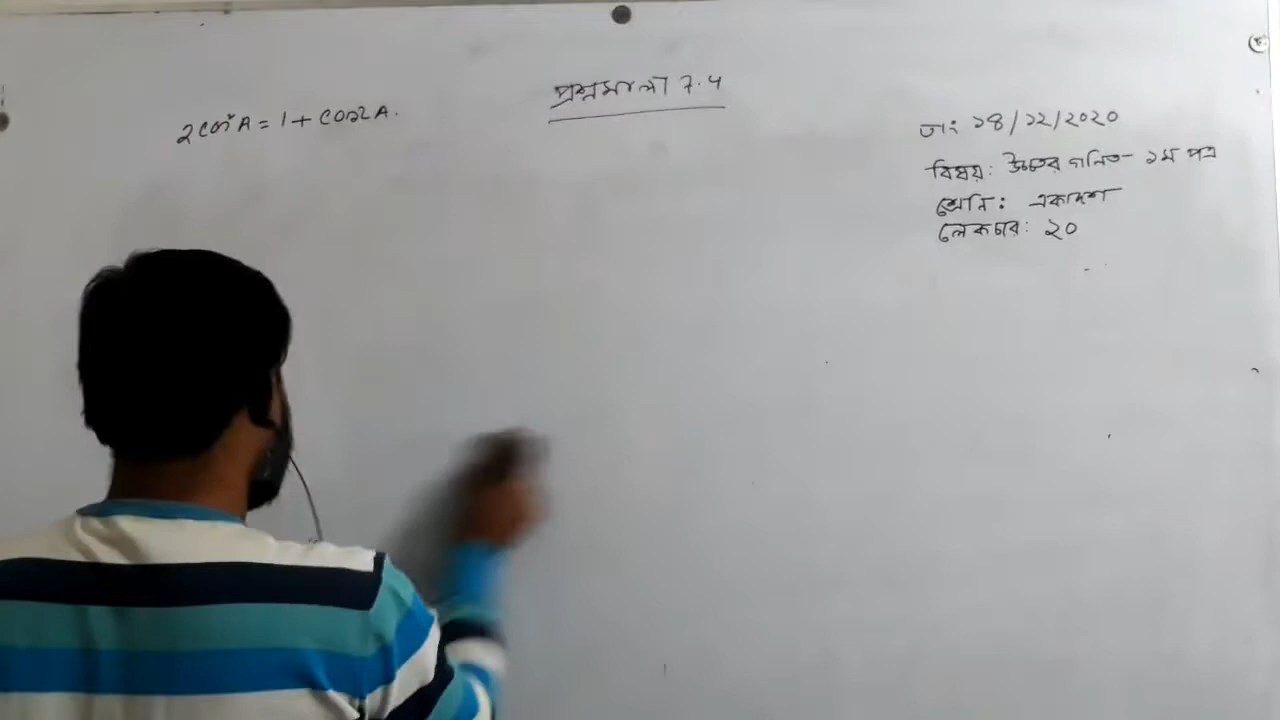 প্রশ্নমালা 7.4
2cos²A = 1 + cos2A.
তাং ১৪/১২/২০২০
বিষয়: উচ্চতর গনিত- ১ম পত্র
শ্রেনি: একাদশ
লেকচার: ২০